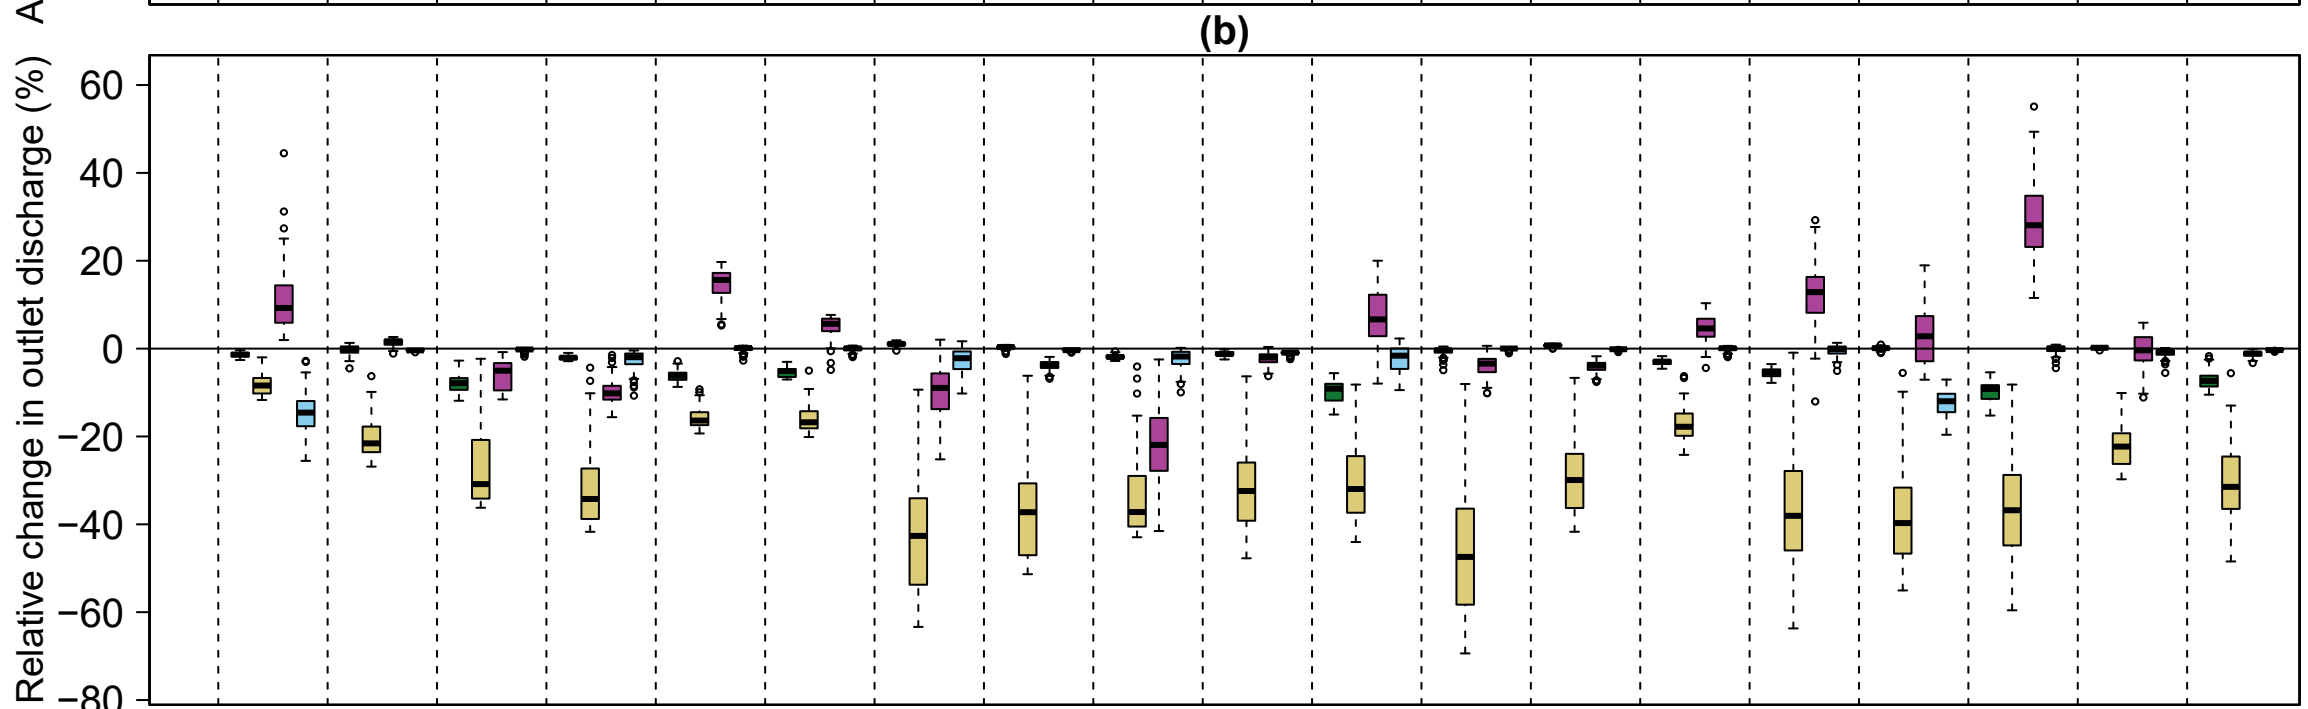 A
(b)
Relative change in outlet discharge (%)
60
40
20
0
−20
−40
−60
−80